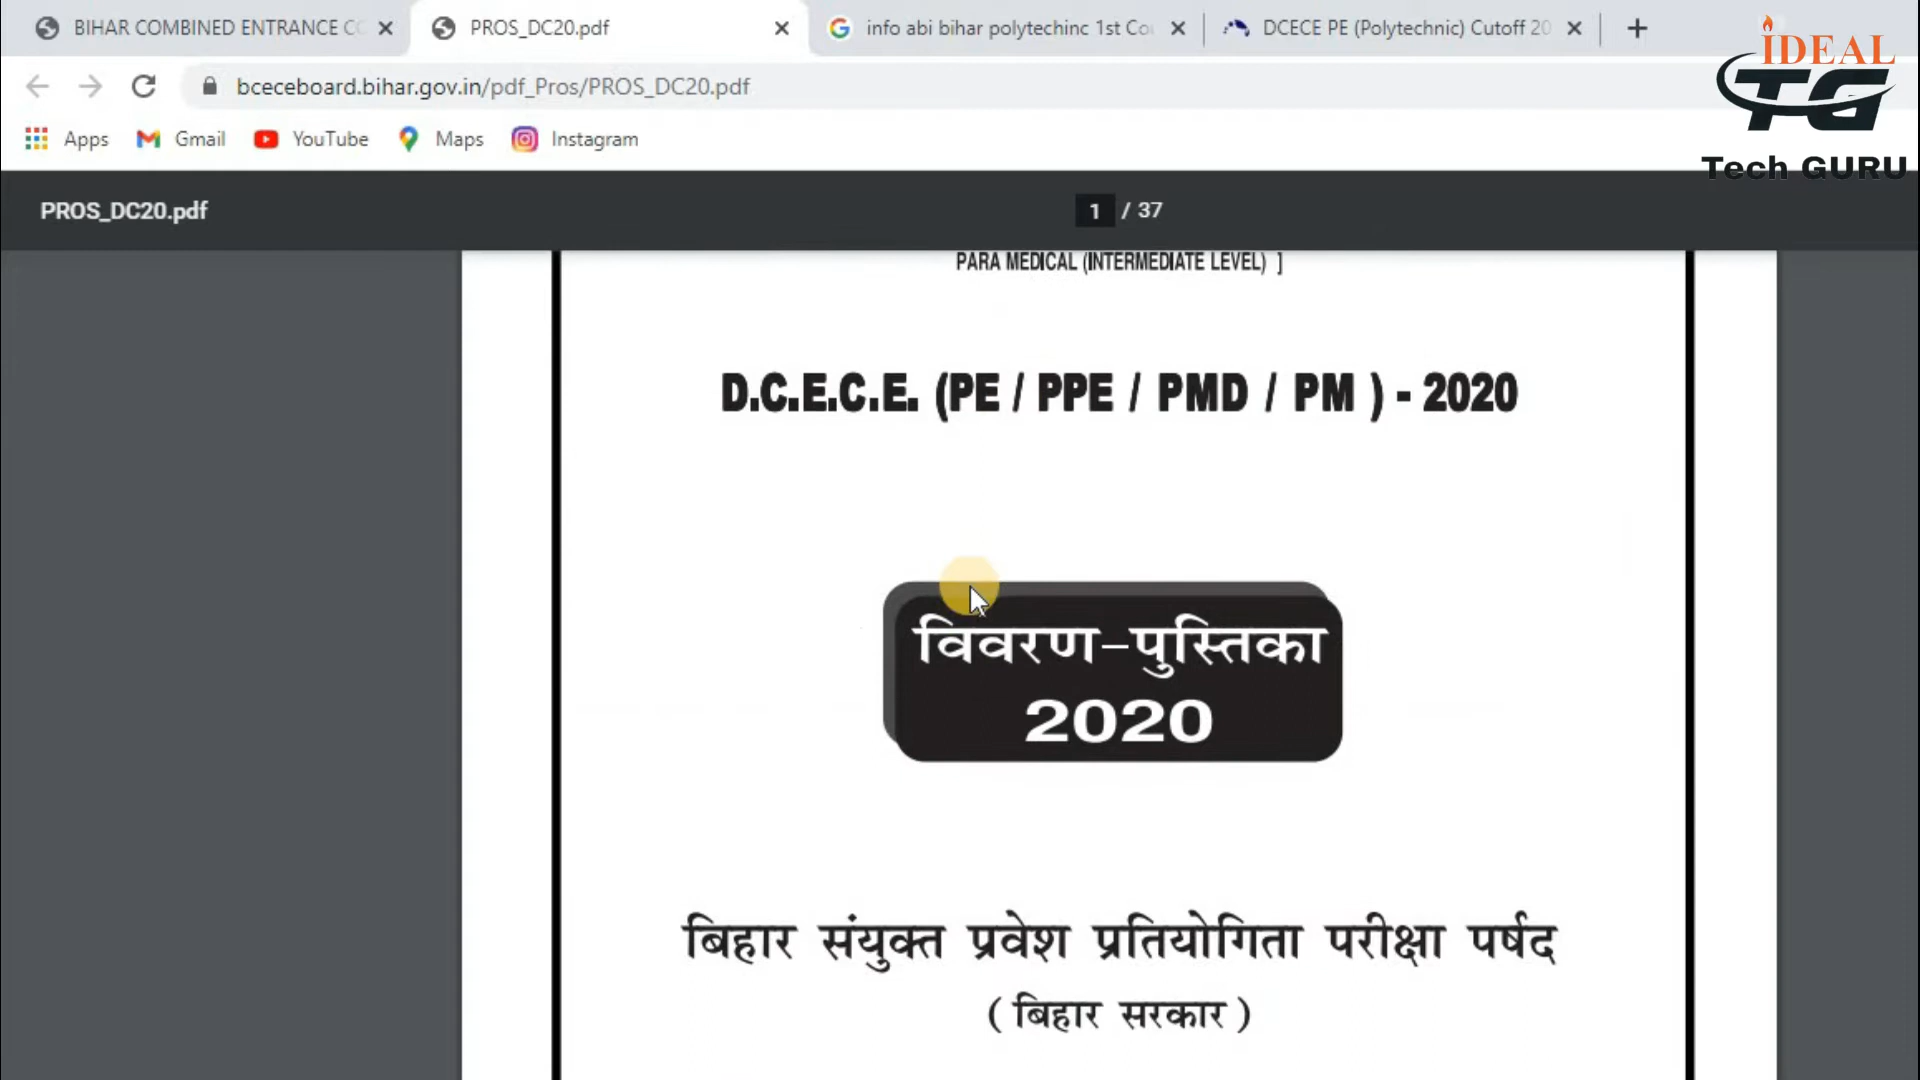 BIHAR COMBINED ENTRANCE CO
PROS_DC20.pdf
info abi bihar polytechinc 1st Cou
DCECE PE (Polytechnic) Cutoff 20
IDEAL
TG
Tech GURU
bceceboard.bihar.gov.in/pdf_Pros/PROS_DC20.pdf
Apps
Gmail
YouTube
Maps
Instagram
PROS_DC20.pdf
1 / 37
PARA MEDICAL (INTERMEDIATE LEVEL) ]
D.C.E.C.E. (PE / PPE / PMD / PM ) - 2020
विवरण-पुस्तिका
2020
बिहार संयुक्त प्रवेश प्रतियोगिता परीक्षा पर्षद
( बिहार सरकार )